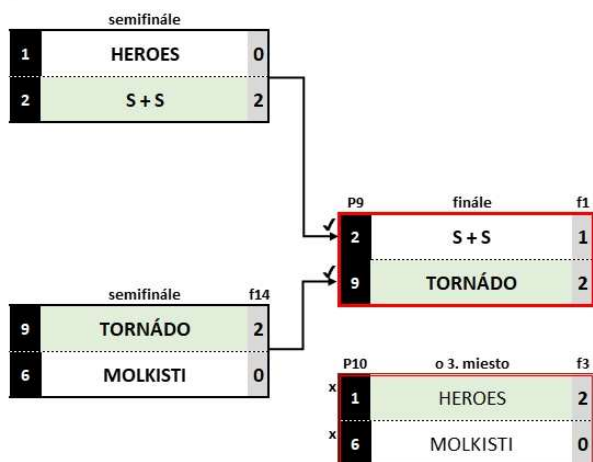 semifinále
1 HEROES 0
2 S + S 2
P9 finále f1
2 S + S 1
9 TORNÁDO 2
semifinále f14
9 TORNÁDO 2
6 MOLKISTI 0
P10 o 3. miesto f3
x 1 HEROES 2
x 6 MOLKISTI 0